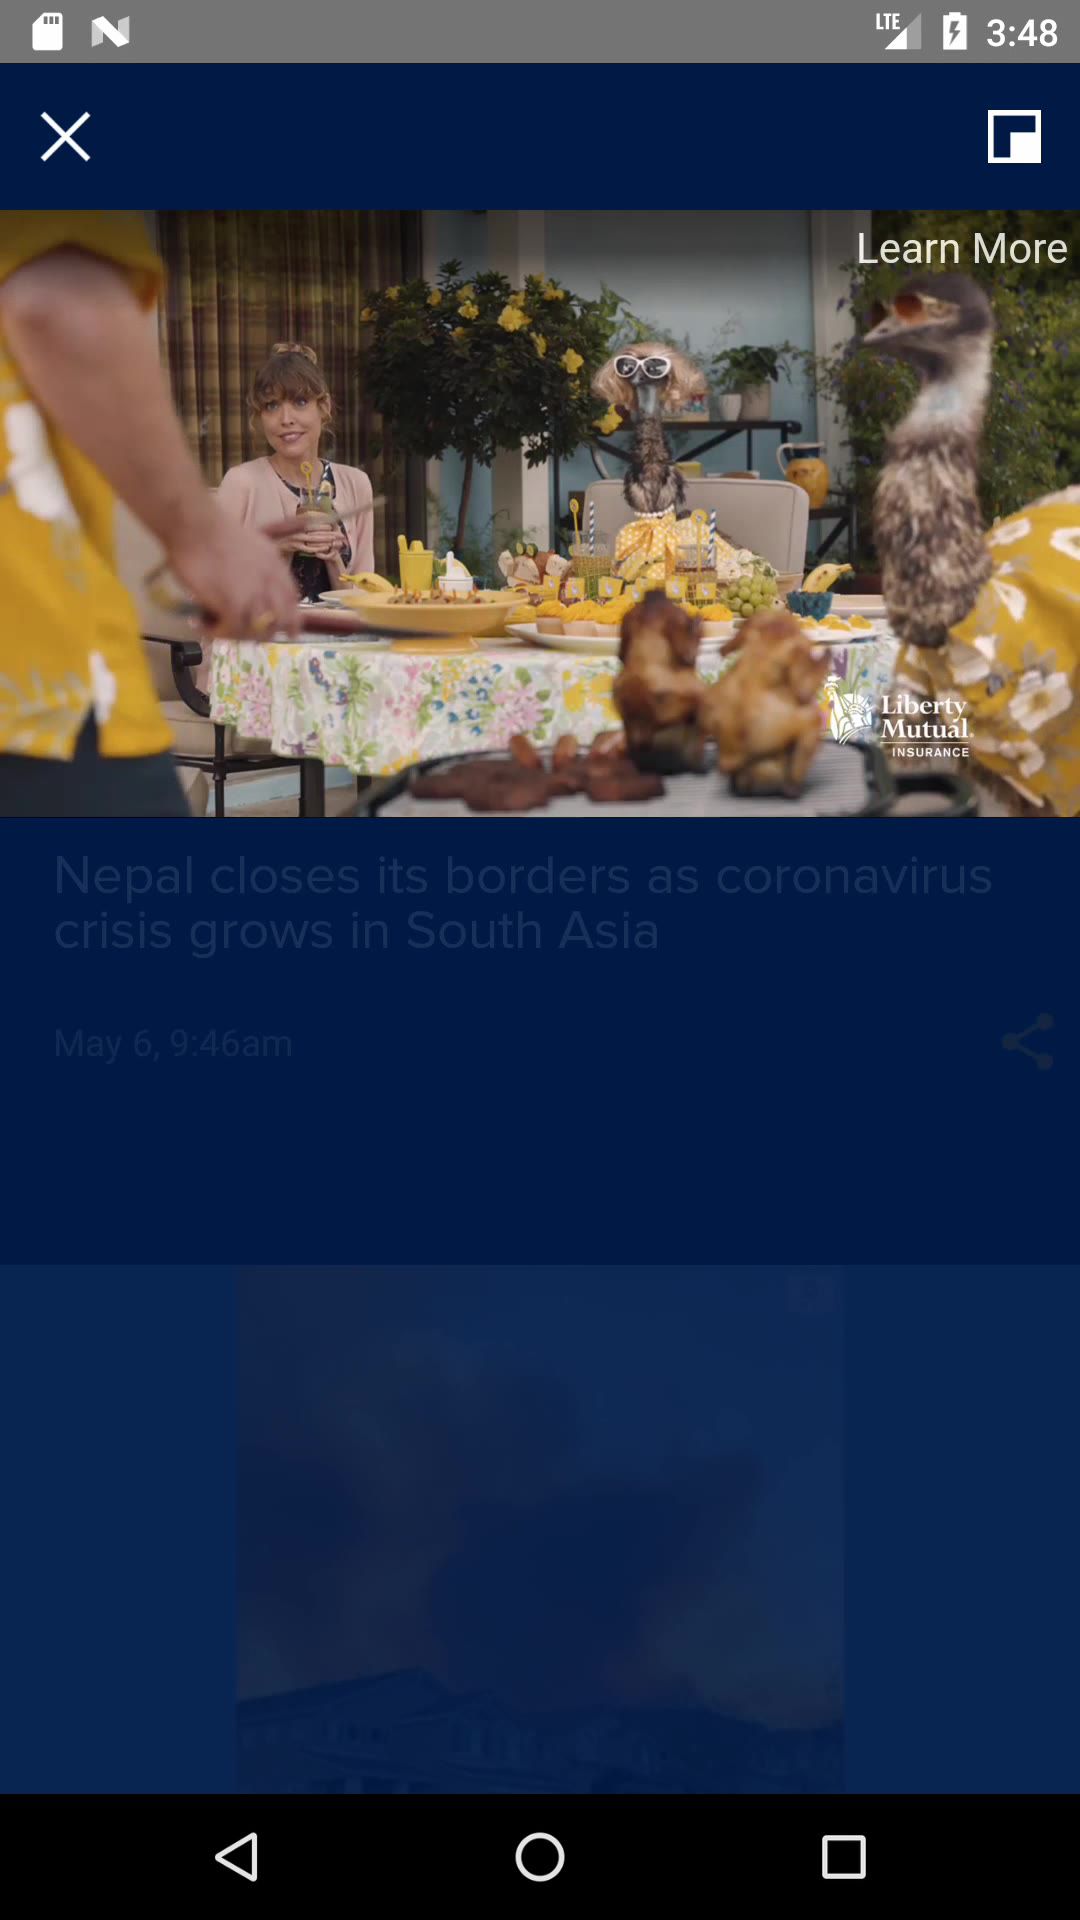 LTE
3:48
Learn More
Liberty
Mutual.
INSURANCE
Nepal closes its borders as coronavirus
crisis grows in South Asia
May 6, 9:46am